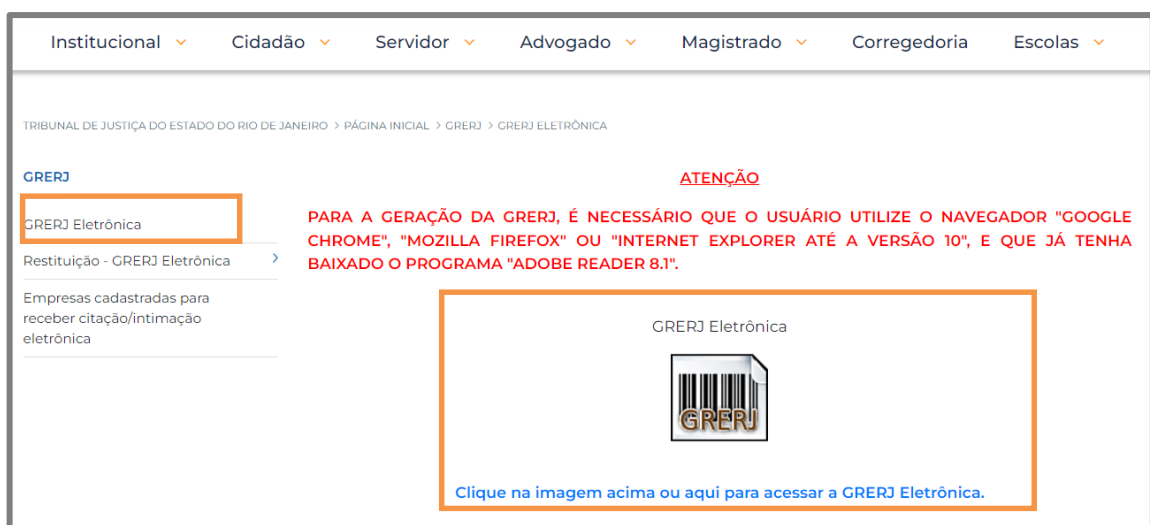 Institucional Cidadão Servidor Advogado Magistrado Corregedoria Escolas
TRIBUNAL DE JUSTIÇA DO ESTADO DO RIO DE JANEIRO > PÁGINA INICIAL > GRERJ > GRERJ ELETRÔNICA
GRERJ
GRERJ Eletrônica
Restituição - GRERJ Eletrônica
Empresas cadastradas para
receber citação/intimação
eletrônica
ATENÇÃO
PARA A GERAÇÃO DA GRERJ, É NECESSÁRIO QUE O USUÁRIO UTILIZE O NAVEGADOR "GOOGLE
CHROME", "MOZILLA FIREFOX" OU "INTERNET EXPLORER ATÉ A VERSÃO 10", E QUE JÁ TENHA
BAIXADO O PROGRAMA "ADOBE READER 8.1".
GRERJ Eletrônica
GRERJ
Clique na imagem acima ou aqui para acessar a GRERJ Eletrônica.